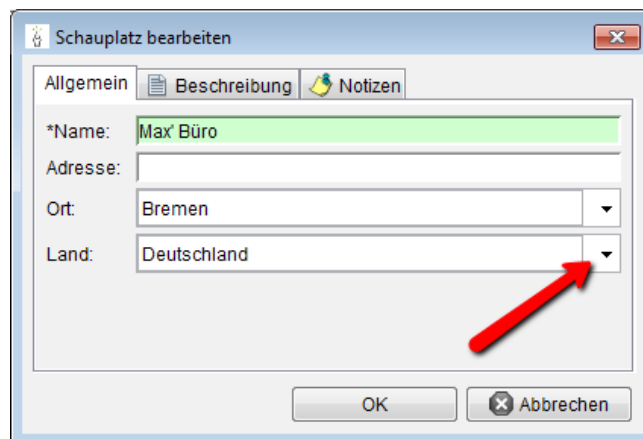 Schauplatz bearbeiten
Allgemein Beschreibung Notizen
*Name: Max' Büro
Adresse:
Ort: Bremen
Land: Deutschland
OK Abbrechen